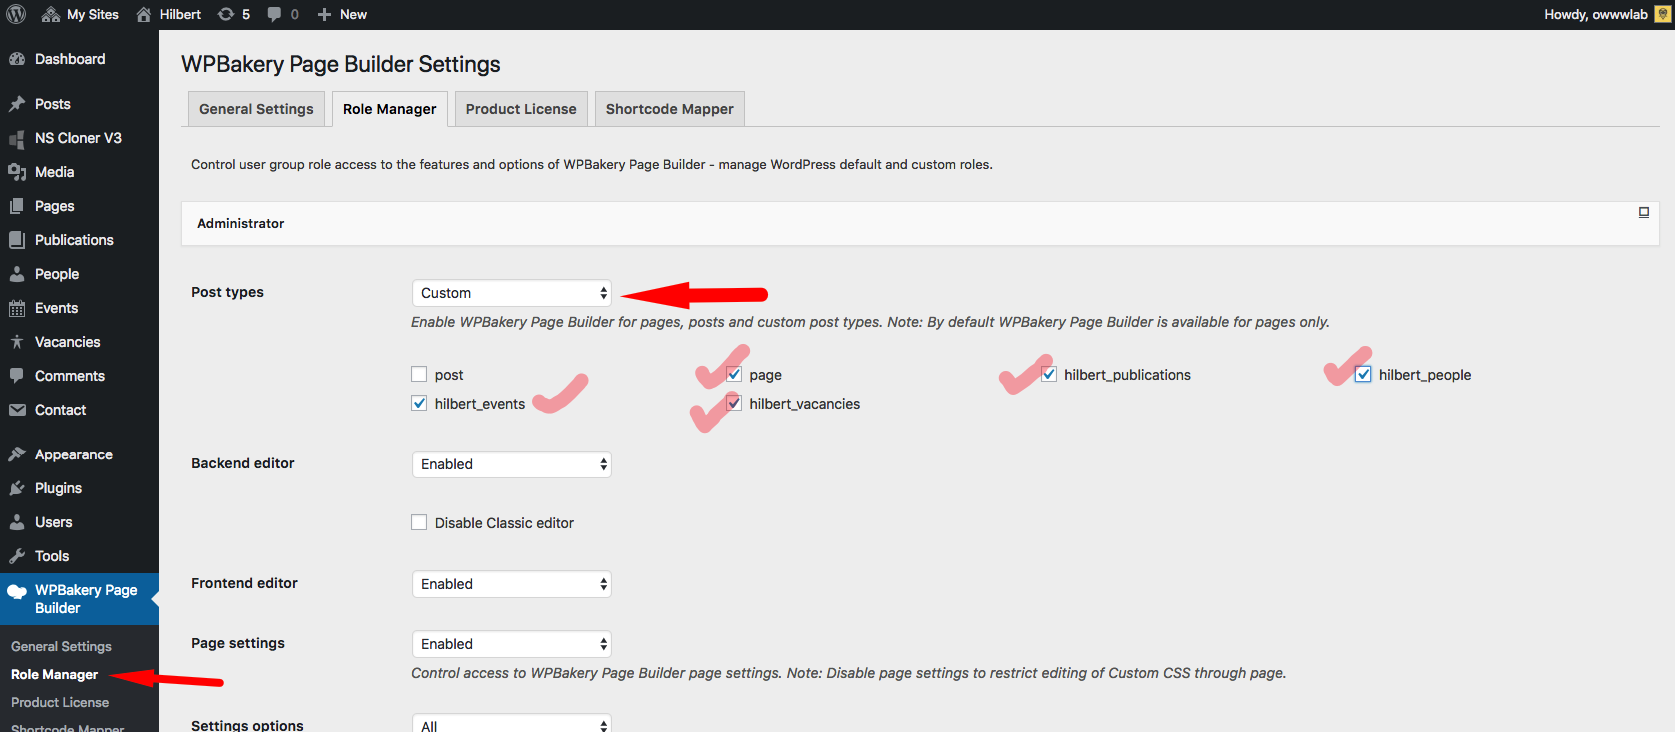 My Sites Hilbert 5 0 New Howdy, owwwlab
Dashboard
Posts
NS Cloner V3
Media
Pages
Publications
People
Events
Vacancies
Comments
Contact
Appearance
Plugins
Users
Tools
WPBakery Page
Builder
General Settings
Role Manager
Product License
Shortcode Mapper
WPBakery Page Builder Settings
General Settings Role Manager Product License Shortcode Mapper
Control user group role access to the features and options of WPBakery Page Builder - manage WordPress default and custom roles.
Administrator
Post types Custom
Enable WPBakery Page Builder for pages, posts and custom post types. Note: By default WPBakery Page Builder is available for pages only.
post page hilbert_publications hilbert_people
hilbert_events hilbert_vacancies
Backend editor Enabled
Disable Classic editor
Frontend editor Enabled
Page settings Enabled
Control access to WPBakery Page Builder page settings. Note: Disable page settings to restrict editing of Custom CSS through page.
Settings options All